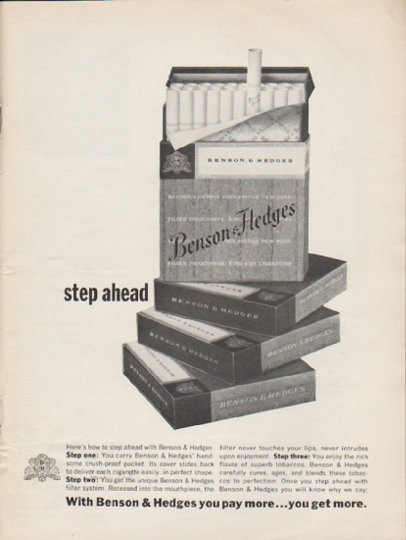 BENSON & HEDGES
Benson & Hedges
step ahead
BENSON & HEDGES
BENSON & HEDGES
BENSON & HEDGES
BENSON & HEDGES
BENSON & HEDGES
Here's how to step ahead with Benson & Hedges.
Step one: You carry Benson & Hedges' hand-
some crush-proof packet. Its cover slides back
to deliver each cigarette easily, in perfect shape.
Step two: You get the unique Benson & Hedges
filter system. Recessed into the mouthpiece, the
filter never touches your lips, never intrudes
upon enjoyment. Step three: You enjoy the rich
flavor of superb tobaccos. Benson & Hedges
carefully cures, ages, and blends these tobac-
cos to perfection. Once you step ahead with
Benson & Hedges you will know why we say:
With Benson & Hedges you pay more...you get more.